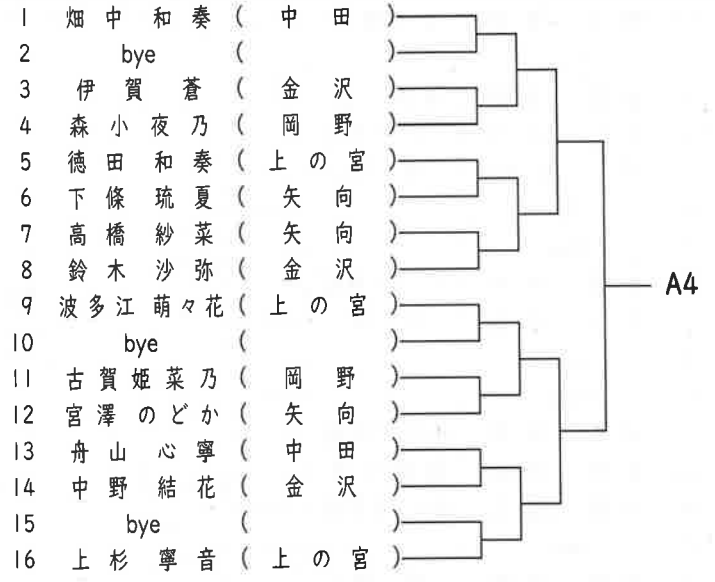 1 畑中 和奏 ( 中田 )
2 bye ( )
3 伊賀 蒼 ( 金沢 )
4 森小夜乃 ( 岡野 )
5 徳田 和奏 ( 上の宮 )
6 下條 琉夏 ( 矢向 )
7 高橋 紗菜 ( 矢向 )
8 鈴木 沙弥 ( 金沢 )
9 波多江 萌々花 ( 上の宮 )
10 bye ( )
11 古賀姫菜乃 ( 岡野 )
12 宮澤 のどか ( 矢向 )
13 舟山 心寧 ( 中田 )
14 中野 結花 ( 金沢 )
15 bye ( )
16 上杉 寧音 ( 上の宮 )
A4